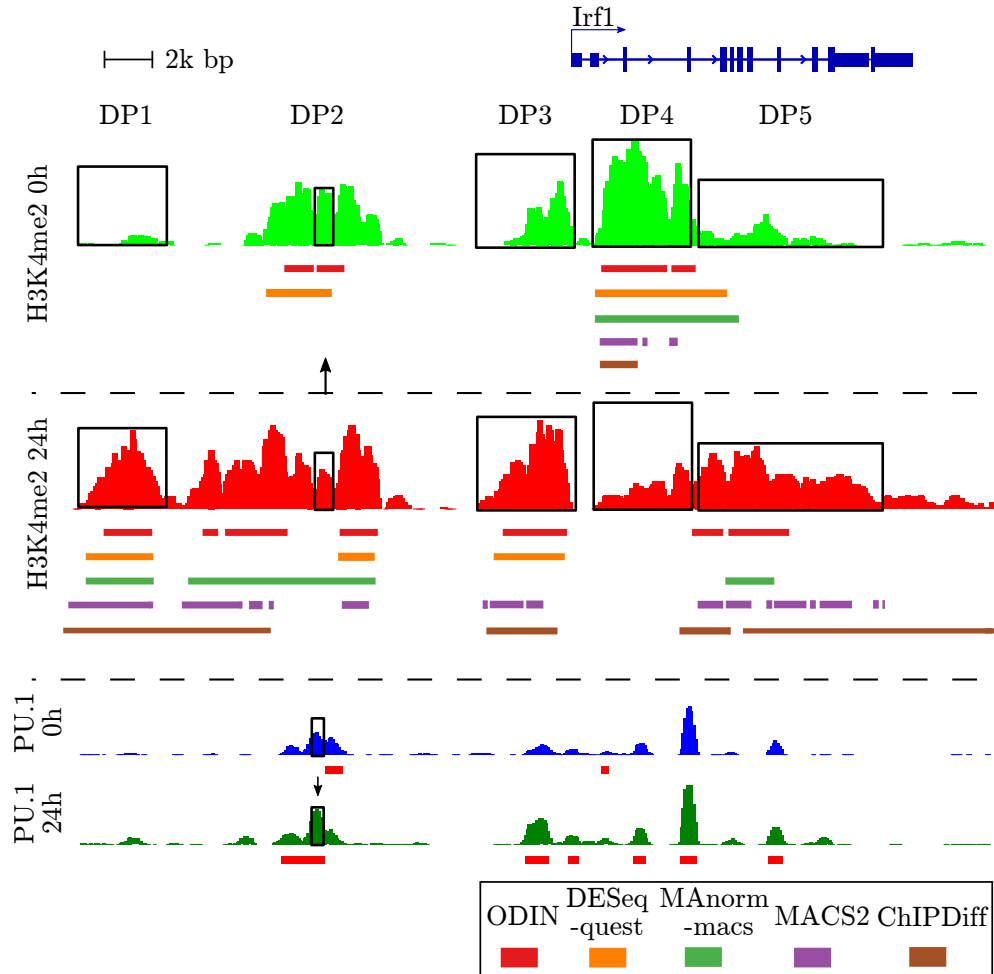 Irf1
2k bp
DP1 DP2 DP3 DP4 DP5
H3K4me2 0h
H3K4me2 24h
PU.1
0h
PU.1
24h
ODIN
DESeq
-quest
MAnorm
-macs
MACS2
ChIPDiff